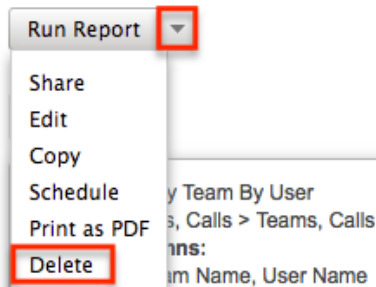 Run Report
Share
Edit
Copy
Schedule
Team By User
Calls > Teams, Calls
Print as PDF
Delete
Name, User Name